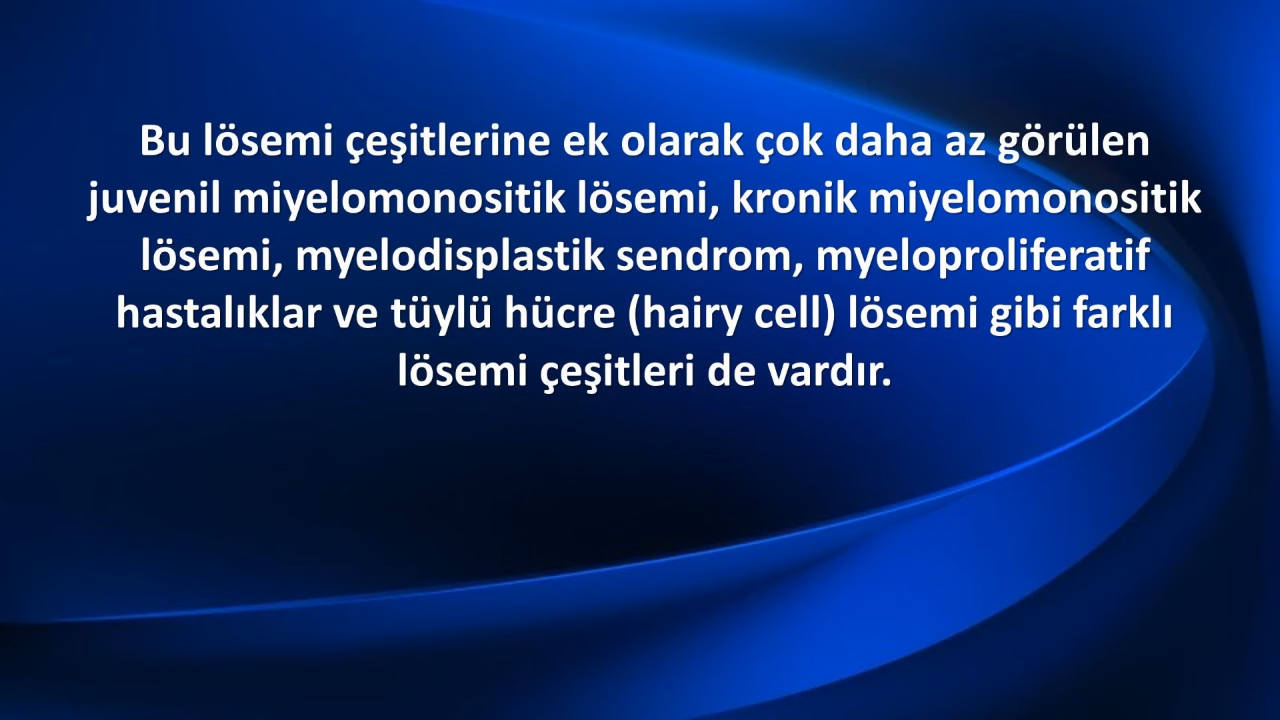 Bu lösemi çeşitlerine ek olarak çok daha az görülen
juvenil miyelomonositik lösemi, kronik miyelomonositik
lösemi, myelodisplastik sendrom, myeloproliferatif
hastalıklar ve tüylü hücre (hairy cell) lösemi gibi farklı
lösemi çeşitleri de vardır.